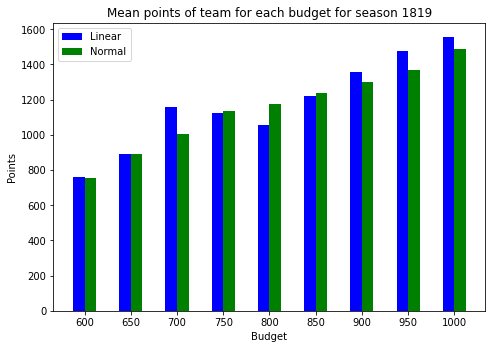 Mean points of team for each budget for season 1819
Linear
Normal
Points
1600
1400
1200
1000
800
600
400
200
0
600 650 700 750 800 850 900 950 1000
Budget